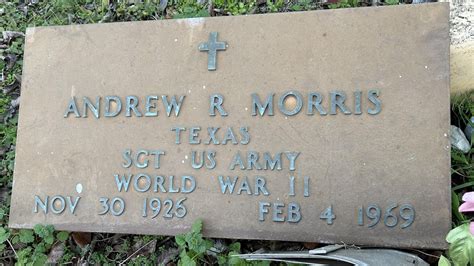 ANDREW R MORRIS
TEXAS
SGT US ARMY
WORLD WAR II
NOV 30 1926 FEB 4 1969